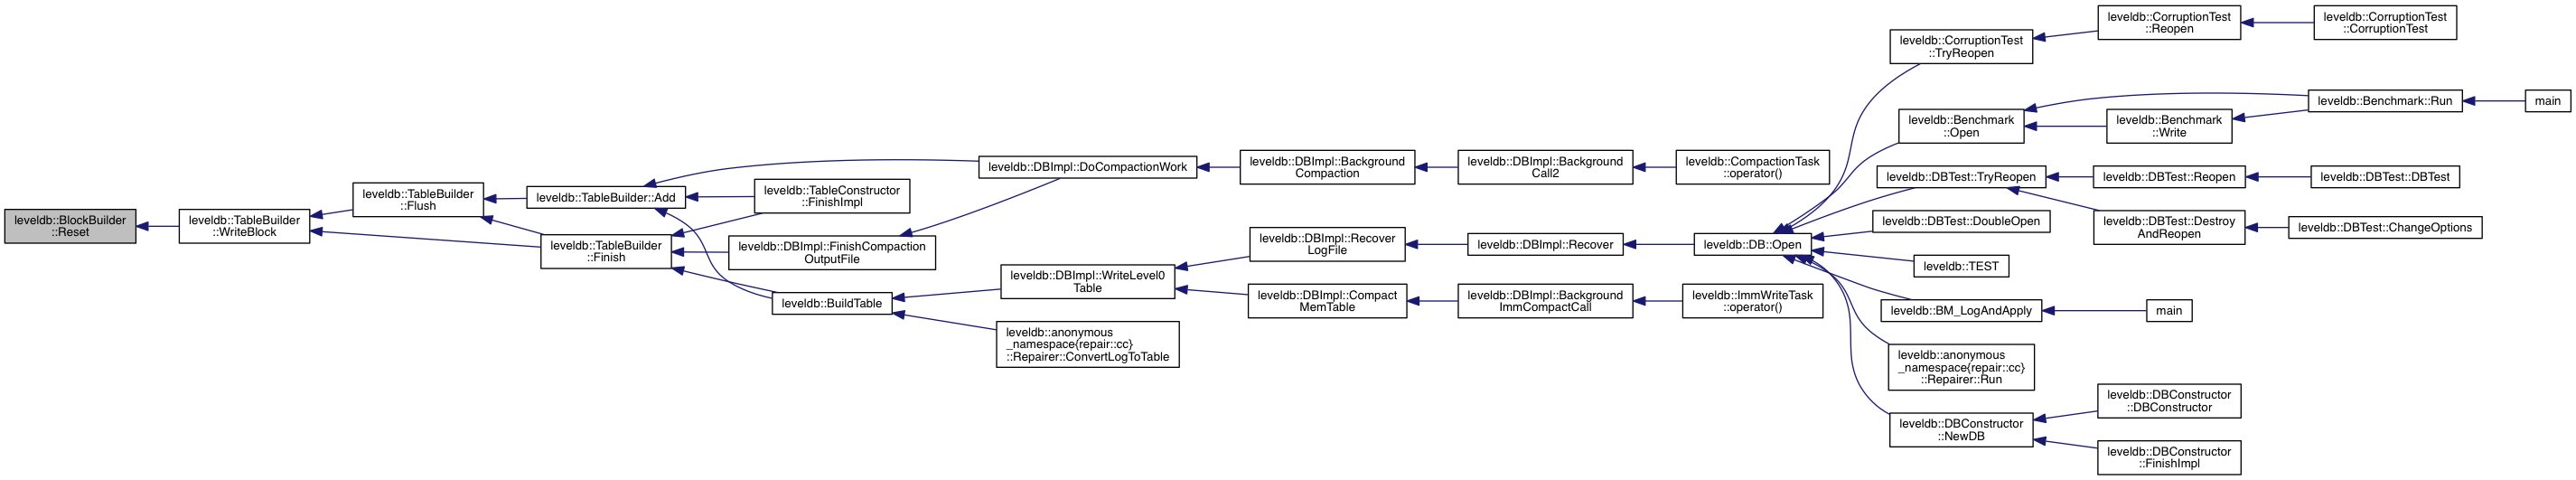 leveldb::BlockBuilder
::Reset
leveldb::TableBuilder
::WriteBlock
leveldb::TableBuilder
::Flush
leveldb::TableBuilder::Add
leveldb::TableBuilder
::Finish
leveldb::DBImpl::DoCompactionWork
leveldb::TableConstructor
::FinishImpl
leveldb::DBImpl::FinishCompaction
OutputFile
leveldb::BuildTable
leveldb::DBImpl::WriteLevel0
Table
leveldb::anonymous
_namespace{repair::cc}
::Repairer::ConvertLogToTable
leveldb::DBImpl::Background
Compaction
leveldb::DBImpl::Background
Call2
leveldb::CompactionTask
::operator()
leveldb::DBImpl::Recover
LogFile
leveldb::DBImpl::Recover
leveldb::DB::Open
leveldb::DBImpl::Compact
MemTable
leveldb::DBImpl::Background
ImmCompactCall
leveldb::ImmWriteTask
::operator()
leveldb::CorruptionTest
::TryReopen
leveldb::CorruptionTest
::Reopen
leveldb::CorruptionTest
::CorruptionTest
leveldb::Benchmark
::Open
leveldb::Benchmark
::Write
leveldb::Benchmark::Run
main
leveldb::DBTest::TryReopen
leveldb::DBTest::Reopen
leveldb::DBTest::DBTest
leveldb::DBTest::Destroy
AndReopen
leveldb::DBTest::ChangeOptions
leveldb::DBTest::DoubleOpen
leveldb::TEST
leveldb::BM_LogAndApply
main
leveldb::anonymous
_namespace{repair::cc}
::Repairer::Run
leveldb::DBConstructor
::NewDB
leveldb::DBConstructor
::DBConstructor
leveldb::DBConstructor
::FinishImpl